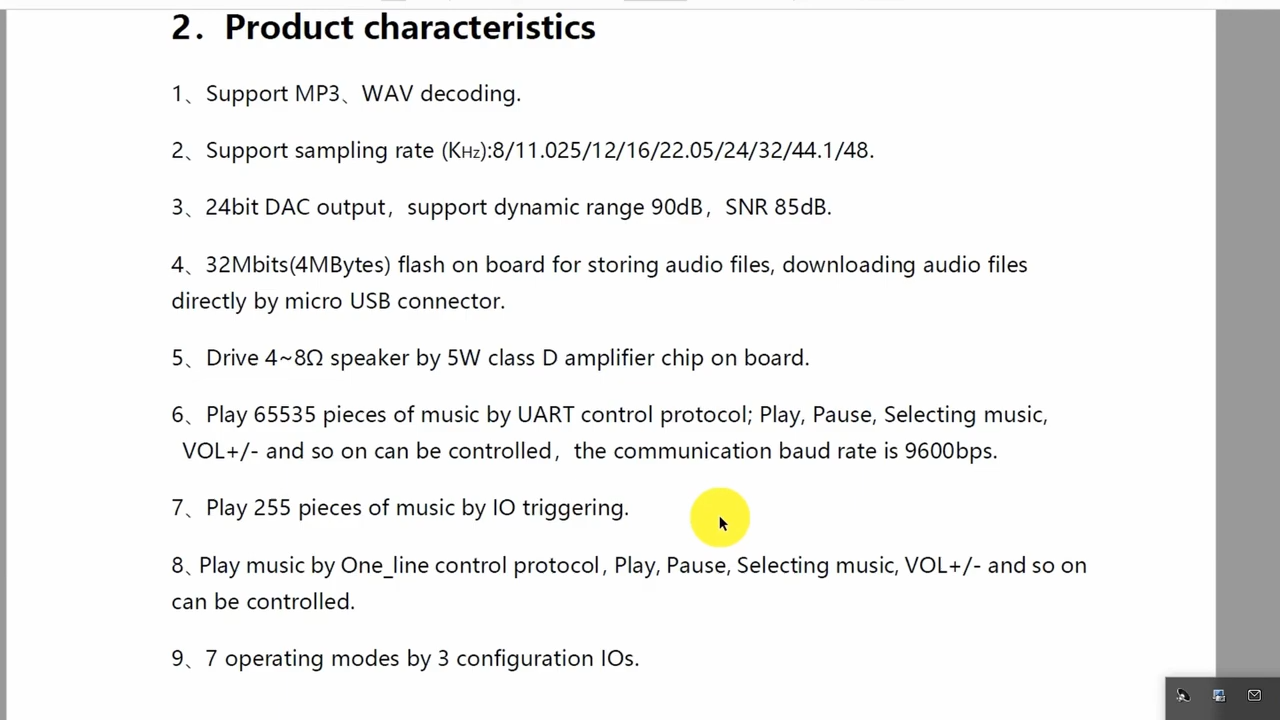 2. Product characteristics
1、Support MP3、WAV decoding.
2、Support sampling rate (KHz):8/11.025/12/16/22.05/24/32/44.1/48.
3、24bit DAC output，support dynamic range 90dB，SNR 85dB.
4、32Mbits(4MBytes) flash on board for storing audio files, downloading audio files
directly by micro USB connector.
5、Drive 4~8Ω speaker by 5W class D amplifier chip on board.
6、Play 65535 pieces of music by UART control protocol; Play, Pause, Selecting music,
VOL+/- and so on can be controlled，the communication baud rate is 9600bps.
7、Play 255 pieces of music by IO triggering.
8、Play music by One_line control protocol，Play, Pause, Selecting music, VOL+/- and so on
can be controlled.
9、7 operating modes by 3 configuration IOs.